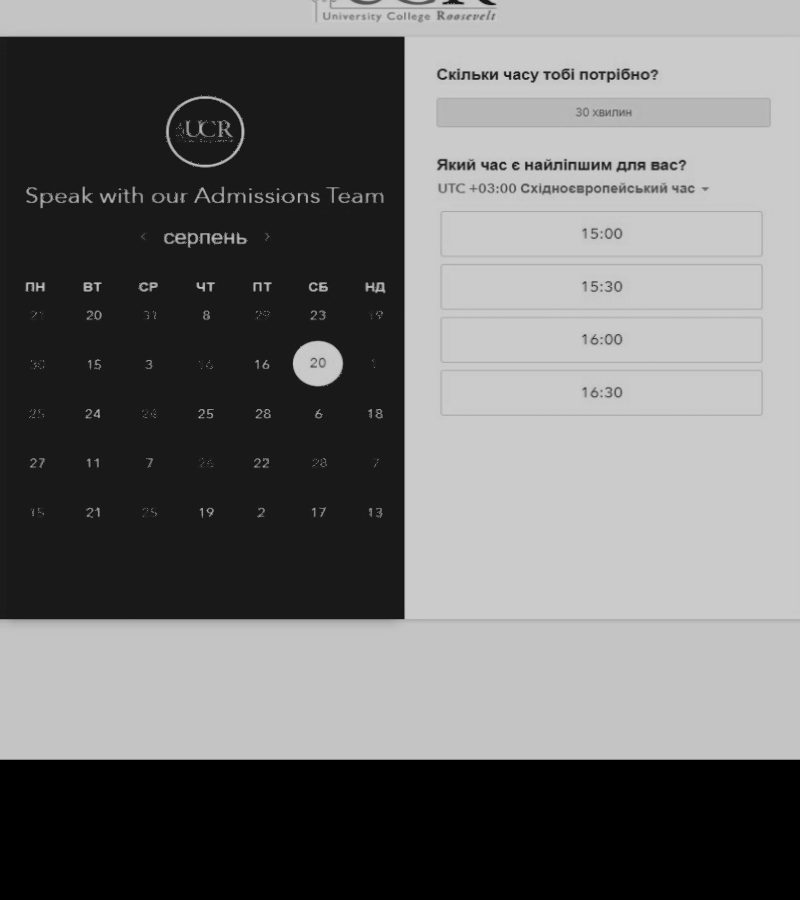 University College Roosevelt
UCR
Speak with our Admissions Team
< серпень >
ПН ВТ СР ЧТ ПТ СБ НД
21 20 31 8 29 23 19
30 15 3 16 16 20 1
25 24 24 25 28 6 18
27 11 7 22 28 7
15 21 25 19 2 17 13
Скільки часу тобі потрібно?
30 хвилин
Який час є найліпшим для вас?
UTC +03:00 Східноєвропейський час
15:00
15:30
16:00
16:30